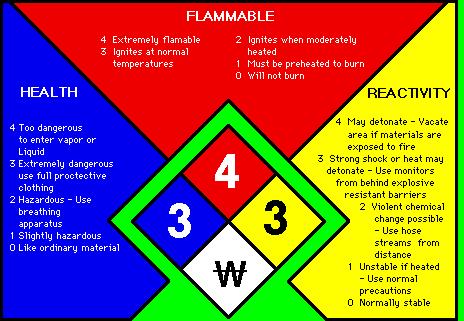 FLAMMABLE
4 Extremely flamable
3 Ignites at normal
temperatures
2 Ignites when moderately
heated
1 Must be preheated to burn
0 Will not burn
HEALTH
4 Too dangerous
to enter vapor or
Liquid
3 Extremely dangerous
use full proctective
clothing
2 Hazardous - Use
breathing
apparatus
1 Slightly hazardous
0 Like ordinary material
REACTIVITY
4 May detonate - Vacate
area if materials are
exposed to fire
3 Strong shock or heat may
detonate - Use monitors
from behind explosive
resistant barriers
2 Violent chemical
change possible
- Use hose
streams from
distance
1 Unstable if heated
- Use normal
precautions
0 Normally stable
4
3
3
W